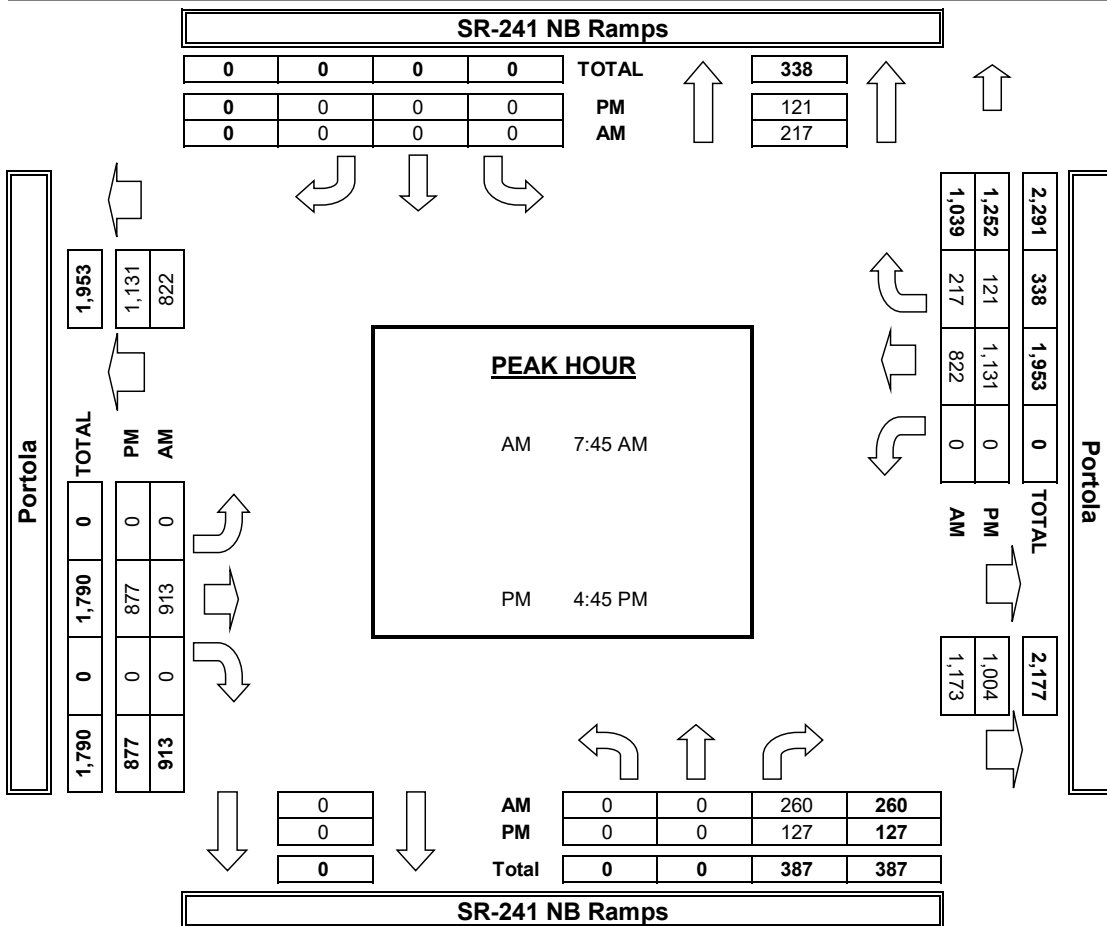 SR-241 NB Ramps
0 0 0 0 TOTAL 338
0 0 0 0 PM 121
0 0 0 0 AM 217
Portola
1,953
1,131
822
TOTAL
PM
AM
0 1,790 0 1,790
0 877 0 877
0 913 0 913
PEAK HOUR
AM 7:45 AM
PM 4:45 PM
2,291 338 1,953 0 TOTAL 2,177
1,252 121 1,131 0 PM 1,004
1,039 217 822 0 AM 1,173
Portola
0 AM 0 0 260 260
0 PM 0 0 127 127
0 Total 0 0 387 387
SR-241 NB Ramps